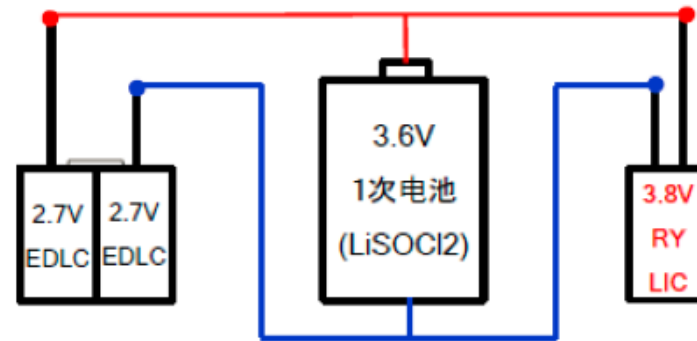 2.7V
EDLC
2.7V
EDLC
3.6V
1次电池
(LiSOCl2)
3.8V
RY
LIC